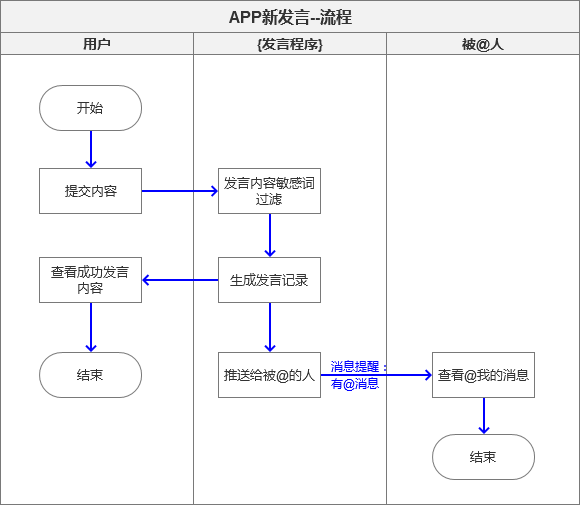 APP新发言--流程
用户
{发言程序}
被@人
开始
提交内容
发言内容敏感词
过滤
查看成功发言
内容
生成发言记录
结束
推送给被@的人
消息提醒：
有@消息
查看@我的消息
结束